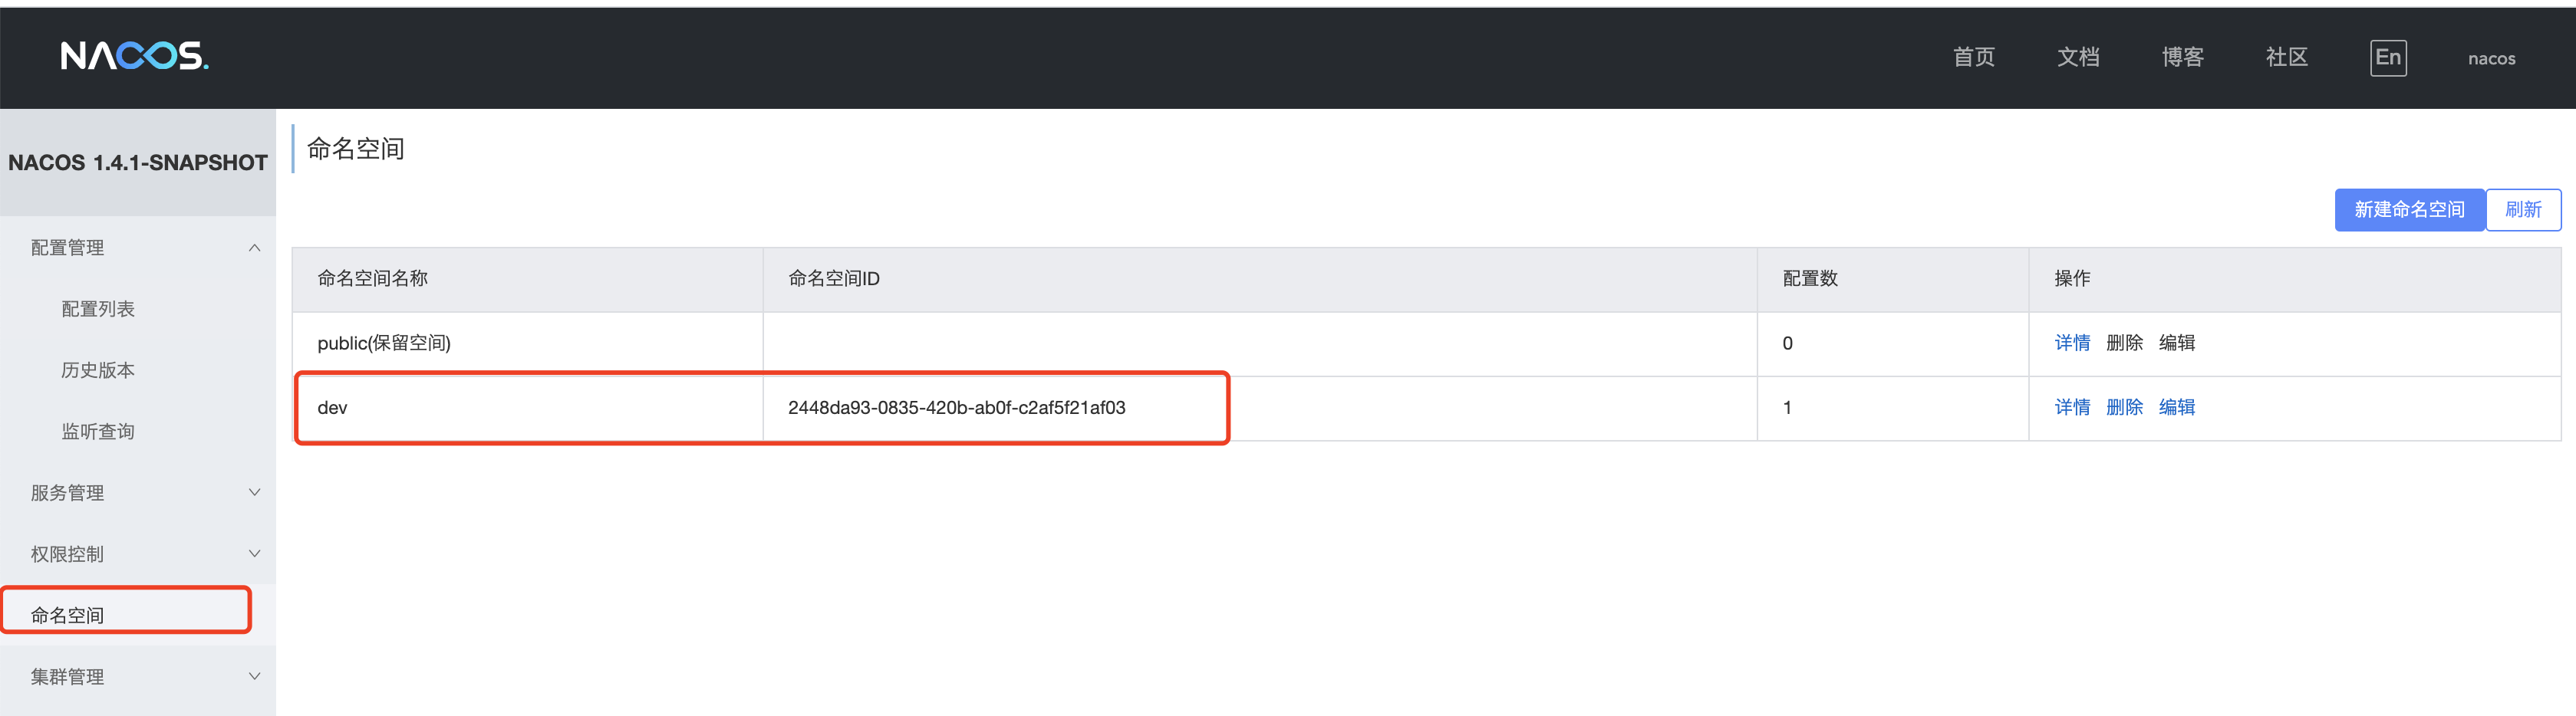 NACOS.
首页 文档 博客 社区 En nacos
NACOS 1.4.1-SNAPSHOT
配置管理
配置列表
历史版本
监听查询
服务管理
权限控制
命名空间
集群管理
命名空间
新建命名空间 刷新
命名空间名称 命名空间ID 配置数 操作
public(保留空间) 0 详情 删除 编辑
dev 2448da93-0835-420b-ab0f-c2af5f21af03 1 详情 删除 编辑